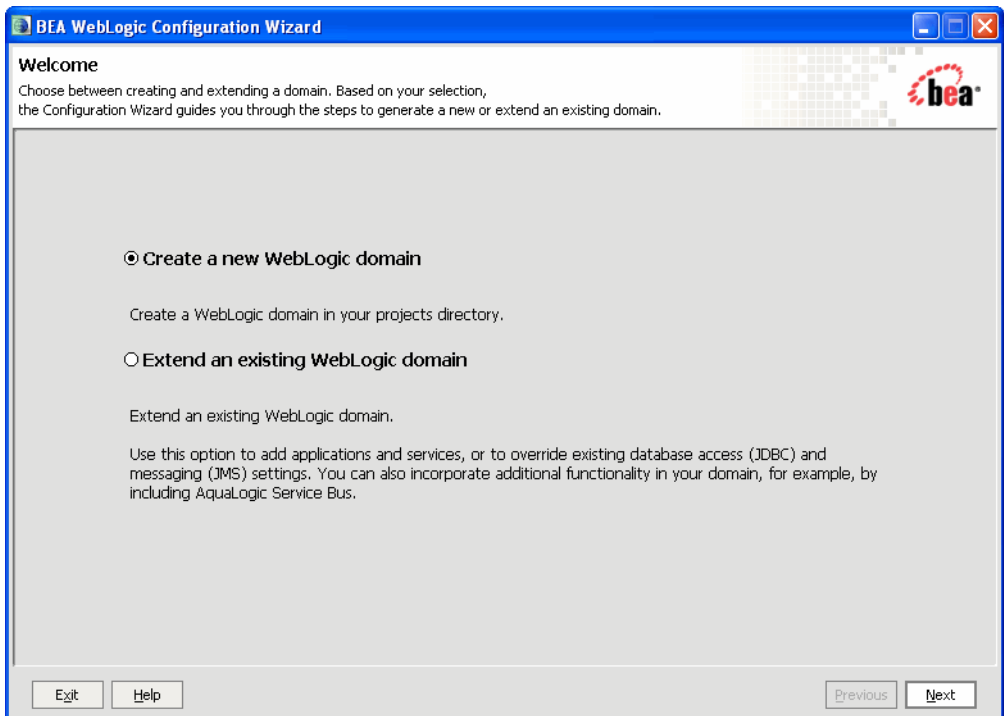 BEA WebLogic Configuration Wizard
Welcome
Choose between creating and extending a domain. Based on your selection,
the Configuration Wizard guides you through the steps to generate a new or extend an existing domain.
bea
Create a new WebLogic domain
Create a WebLogic domain in your projects directory.
Extend an existing WebLogic domain
Extend an existing WebLogic domain.
Use this option to add applications and services, or to override existing database access (JDBC) and
messaging (JMS) settings. You can also incorporate additional functionality in your domain, for example, by
including AquaLogic Service Bus.
Exit Help Previous Next